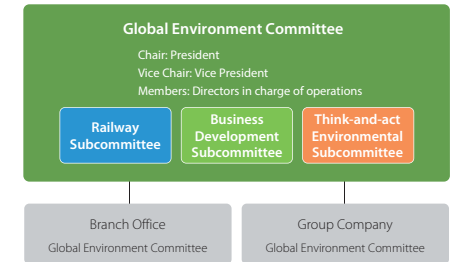 Global Environment Committee
Chair: President
Vice Chair: Vice President
Members: Directors in charge of operations
Railway
Subcommittee
Business
Development
Subcommittee
Think-and-act
Environmental
Subcommittee
Branch Office
Global Environment Committee
Group Company
Global Environment Committee